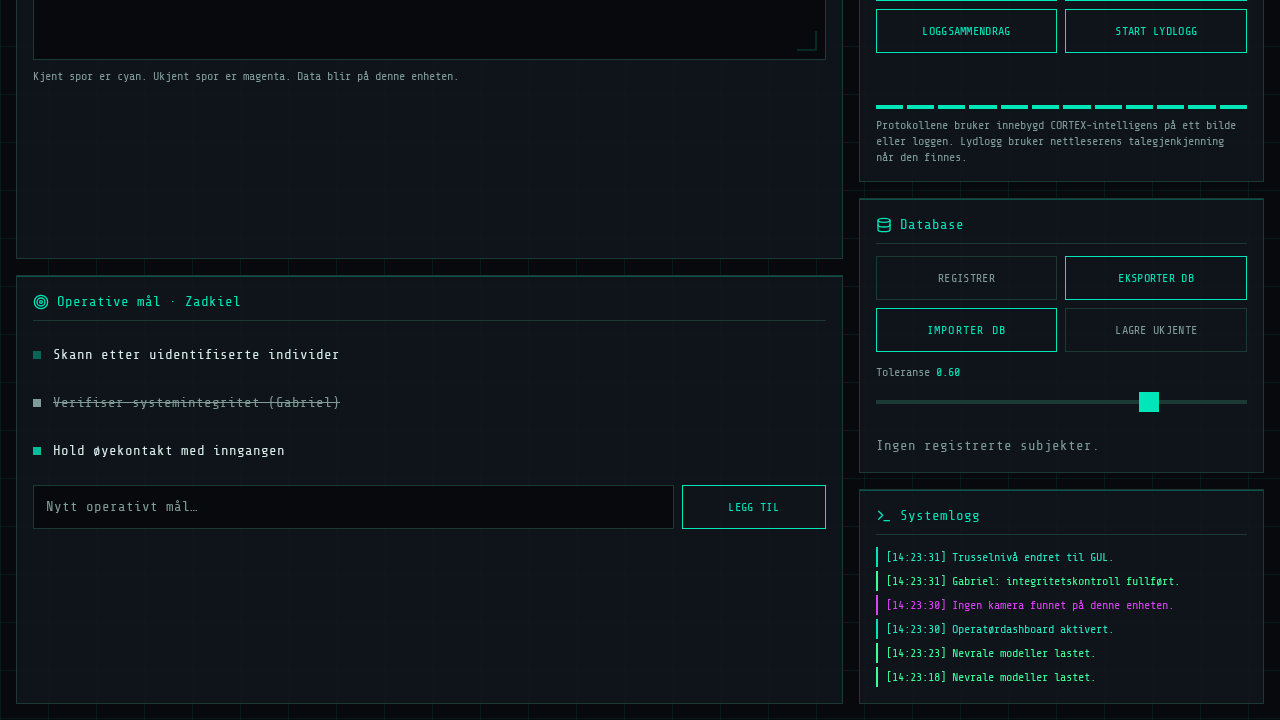 Kjent spor er cyan. Ukjent spor er magenta. Data blir på denne enheten.
Operative mål · Zadkiel
Skann etter uidentifiserte individer
Verifiser systemintegritet (Gabriel)
Hold øyekontakt med inngangen
Nytt operativt mål…
LEGG TIL
LOGGSAMMENDRAG
START LYDLOGG
Protokollene bruker innebygd CORTEX-intelligens på ett bilde
eller loggen. Lydlogg bruker nettleserens talegjenkjenning
når den finnes.
Database
REGISTRER
EKSPORTER DB
IMPORTER DB
LAGRE UKJENTE
Toleranse 0.60
Ingen registrerte subjekter.
Systemlogg
[14:23:31] Trusselnivå endret til GUL.
[14:23:31] Gabriel: integritetskontroll fullført.
[14:23:30] Ingen kamera funnet på denne enheten.
[14:23:30] Operatørdashboard aktivert.
[14:23:23] Nevrale modeller lastet.
[14:23:18] Nevrale modeller lastet.